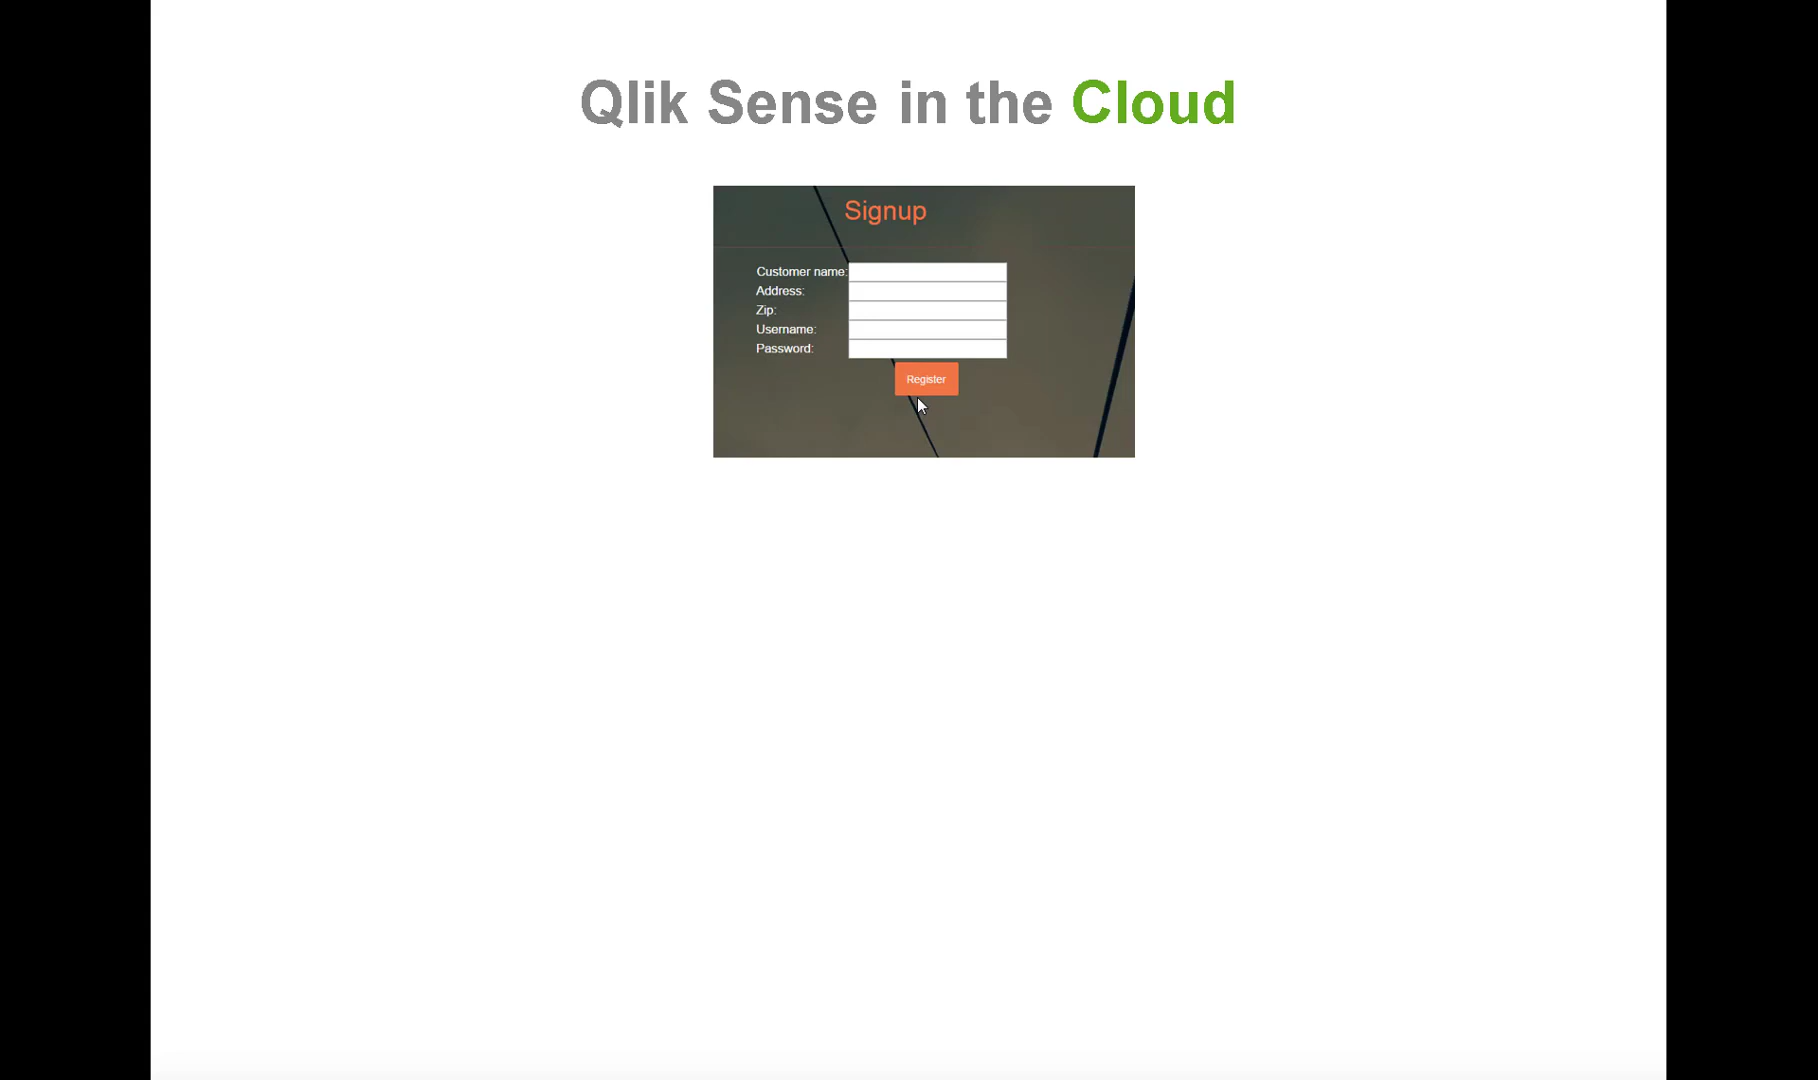 Qlik Sense in the Cloud
Signup
Customer name:
Address:
Zip:
Username:
Password:
Register